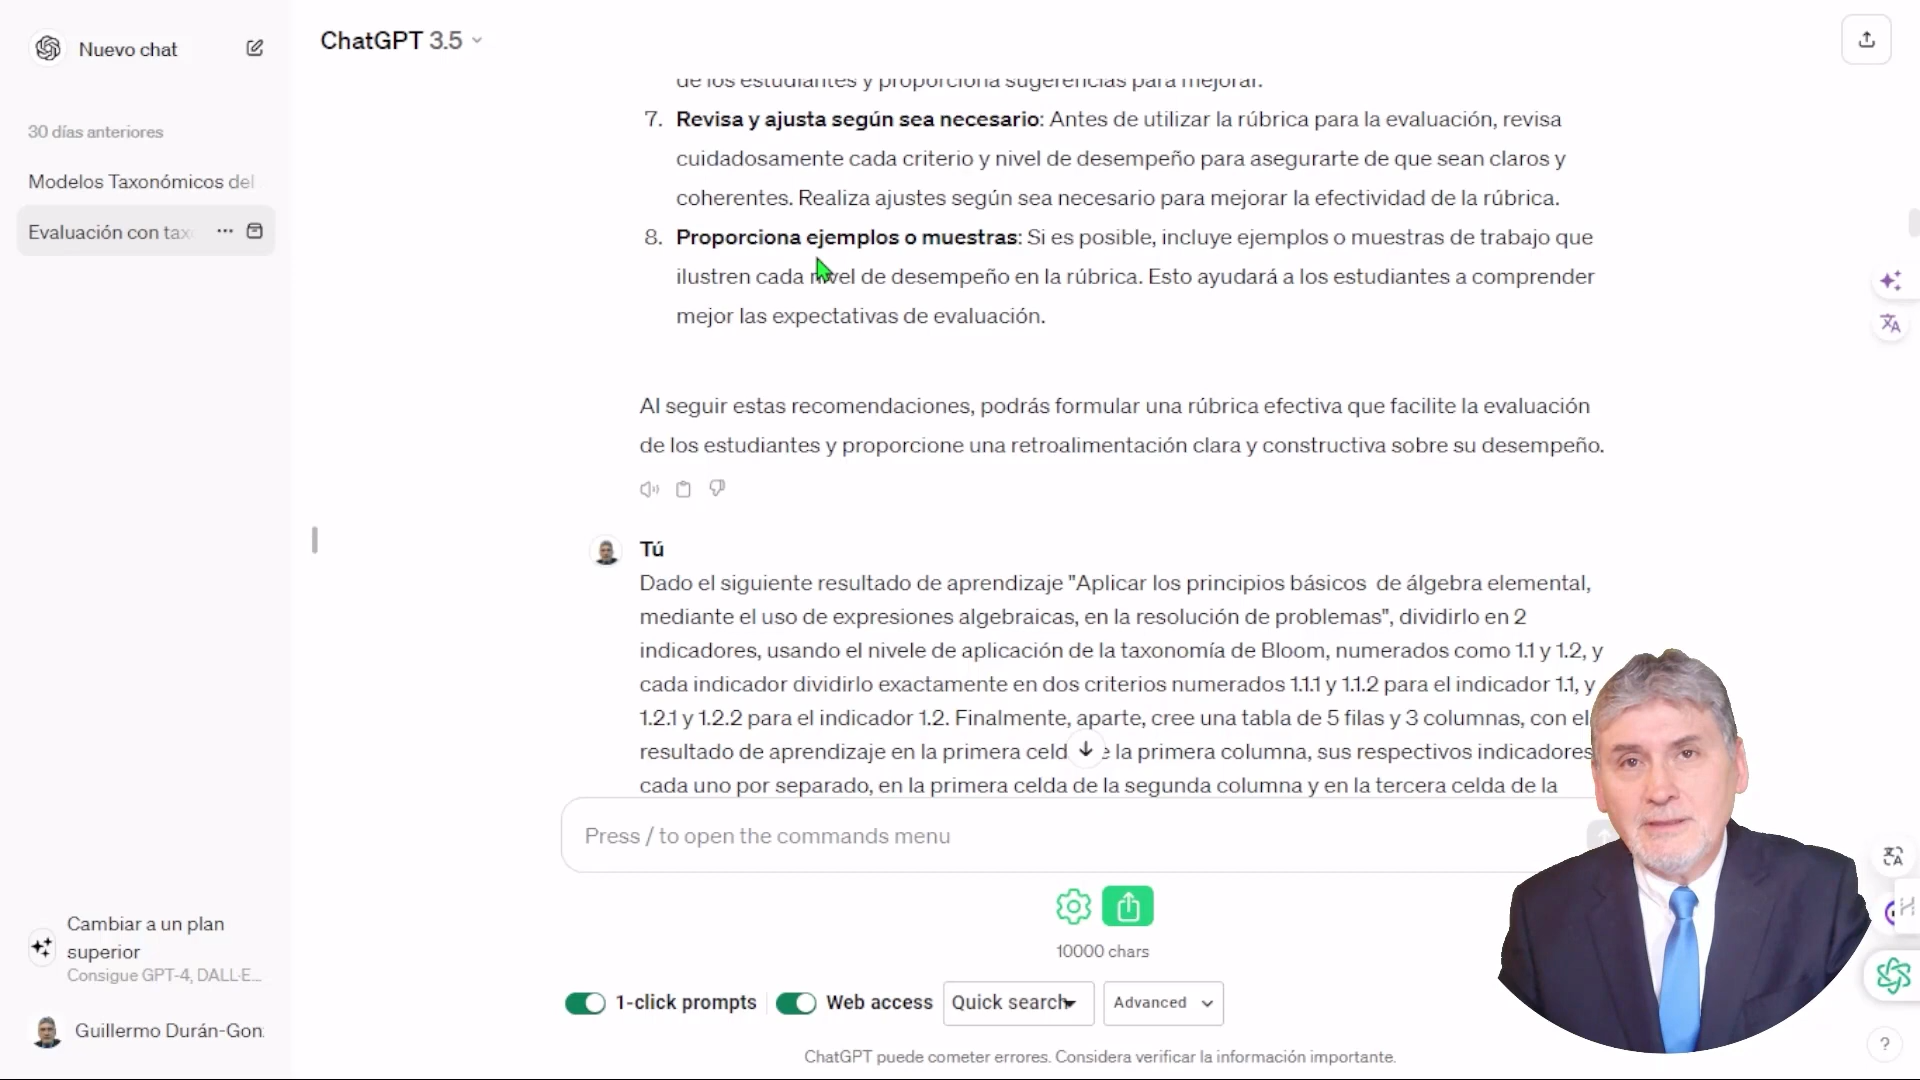 Nuevo chat
ChatGPT 3.5
30 días anteriores
Modelos Taxonómicos del
Evaluación con tax
de los estudiantes y proporciona sugerencias para mejorar.
7. Revisa y ajusta según sea necesario: Antes de utilizar la rúbrica para la evaluación, revisa
cuidadosamente cada criterio y nivel de desempeño para asegurarte de que sean claros y
coherentes. Realiza ajustes según sea necesario para mejorar la efectividad de la rúbrica.
8. Proporciona ejemplos o muestras: Si es posible, incluye ejemplos o muestras de trabajo que
ilustren cada nivel de desempeño en la rúbrica. Esto ayudará a los estudiantes a comprender
mejor las expectativas de evaluación.
Al seguir estas recomendaciones, podrás formular una rúbrica efectiva que facilite la evaluación
de los estudiantes y proporcione una retroalimentación clara y constructiva sobre su desempeño.
Tú
Dado el siguiente resultado de aprendizaje "Aplicar los principios básicos de álgebra elemental,
mediante el uso de expresiones algebraicas, en la resolución de problemas", dividirlo en 2
indicadores, usando el nivele de aplicación de la taxonomía de Bloom, numerados como 1.1 y 1.2, y
cada indicador dividirlo exactamente en dos criterios numerados 1.1.1 y 1.1.2 para el indicador 1.1, y
1.2.1 y 1.2.2 para el indicador 1.2. Finalmente, aparte, cree una tabla de 5 filas y 3 columnas, con el
resultado de aprendizaje en la primera celd e la primera columna, sus respectivos indicadores
cada uno por separado, en la primera celda de la segunda columna y en la tercera celda de la
Press / to open the commands menu
10000 chars
1-click prompts
Web access
Quick search
Advanced
ChatGPT puede cometer errores. Considera verificar la información importante.
Cambiar a un plan
superior
Consigue GPT-4, DALL·E...
Guillermo Durán-Gon
?